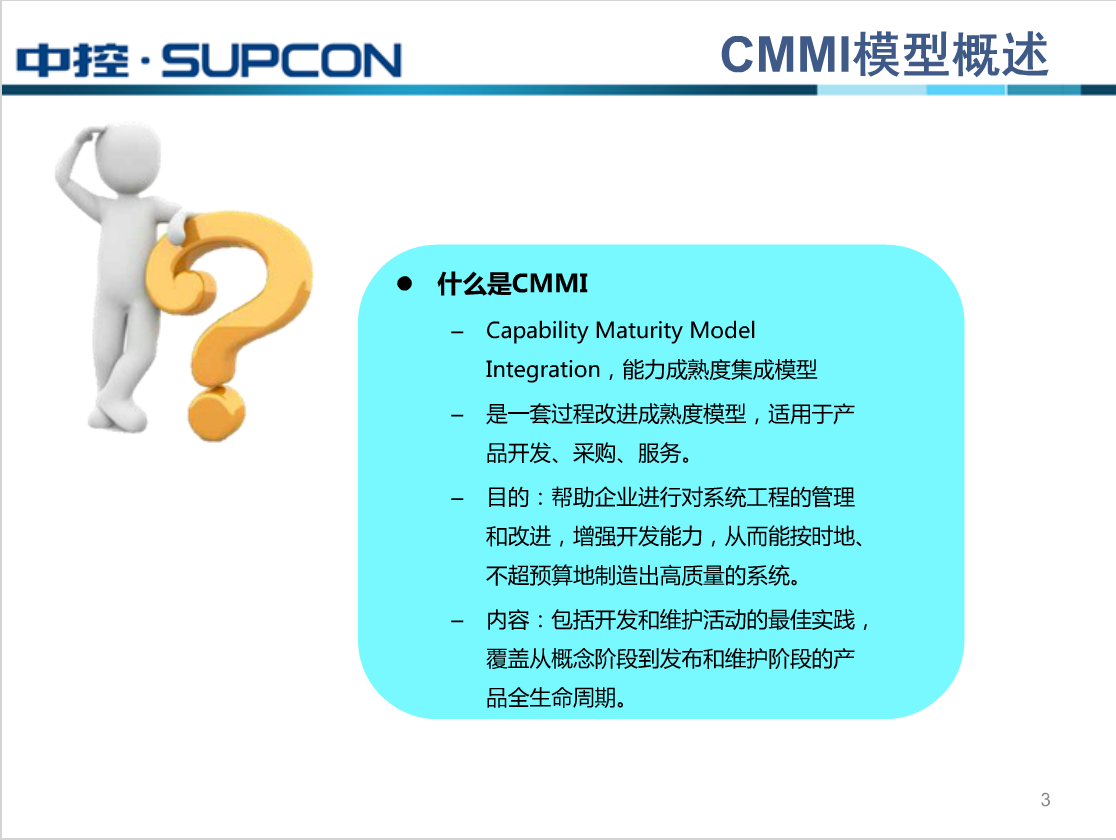 中控·SUPCON
CMMI模型概述
● 什么是CMMI
– Capability Maturity Model
Integration，能力成熟度集成模型
– 是一套过程改进成熟度模型，适用于产
品开发、采购、服务。
– 目的：帮助企业进行对系统工程的管理
和改进，增强开发能力，从而能按时地、
不超预算地制造出高质量的系统。
– 内容：包括开发和维护活动的最佳实践，
覆盖从概念阶段到发布和维护阶段的产
品全生命周期。
3